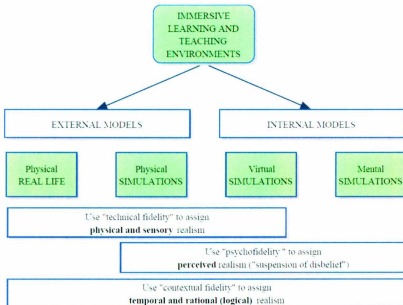 IMMERSIVE
LEARNING AND
TEACHING
ENVIRONMENTS
EXTERNAL MODELS
INTERNAL MODELS
Physical
REAL LIFE
Physical
SIMULATIONS
Virtual
SIMULATIONS
Mental
SIMULATIONS
Use "technical fidelity" to assign
physical and sensory realism
Use "psychofidelity " to assign
perceived realism ("suspension of disbelief")
Use "contextual fidelity" to assign
temporal and rational (logical) realism